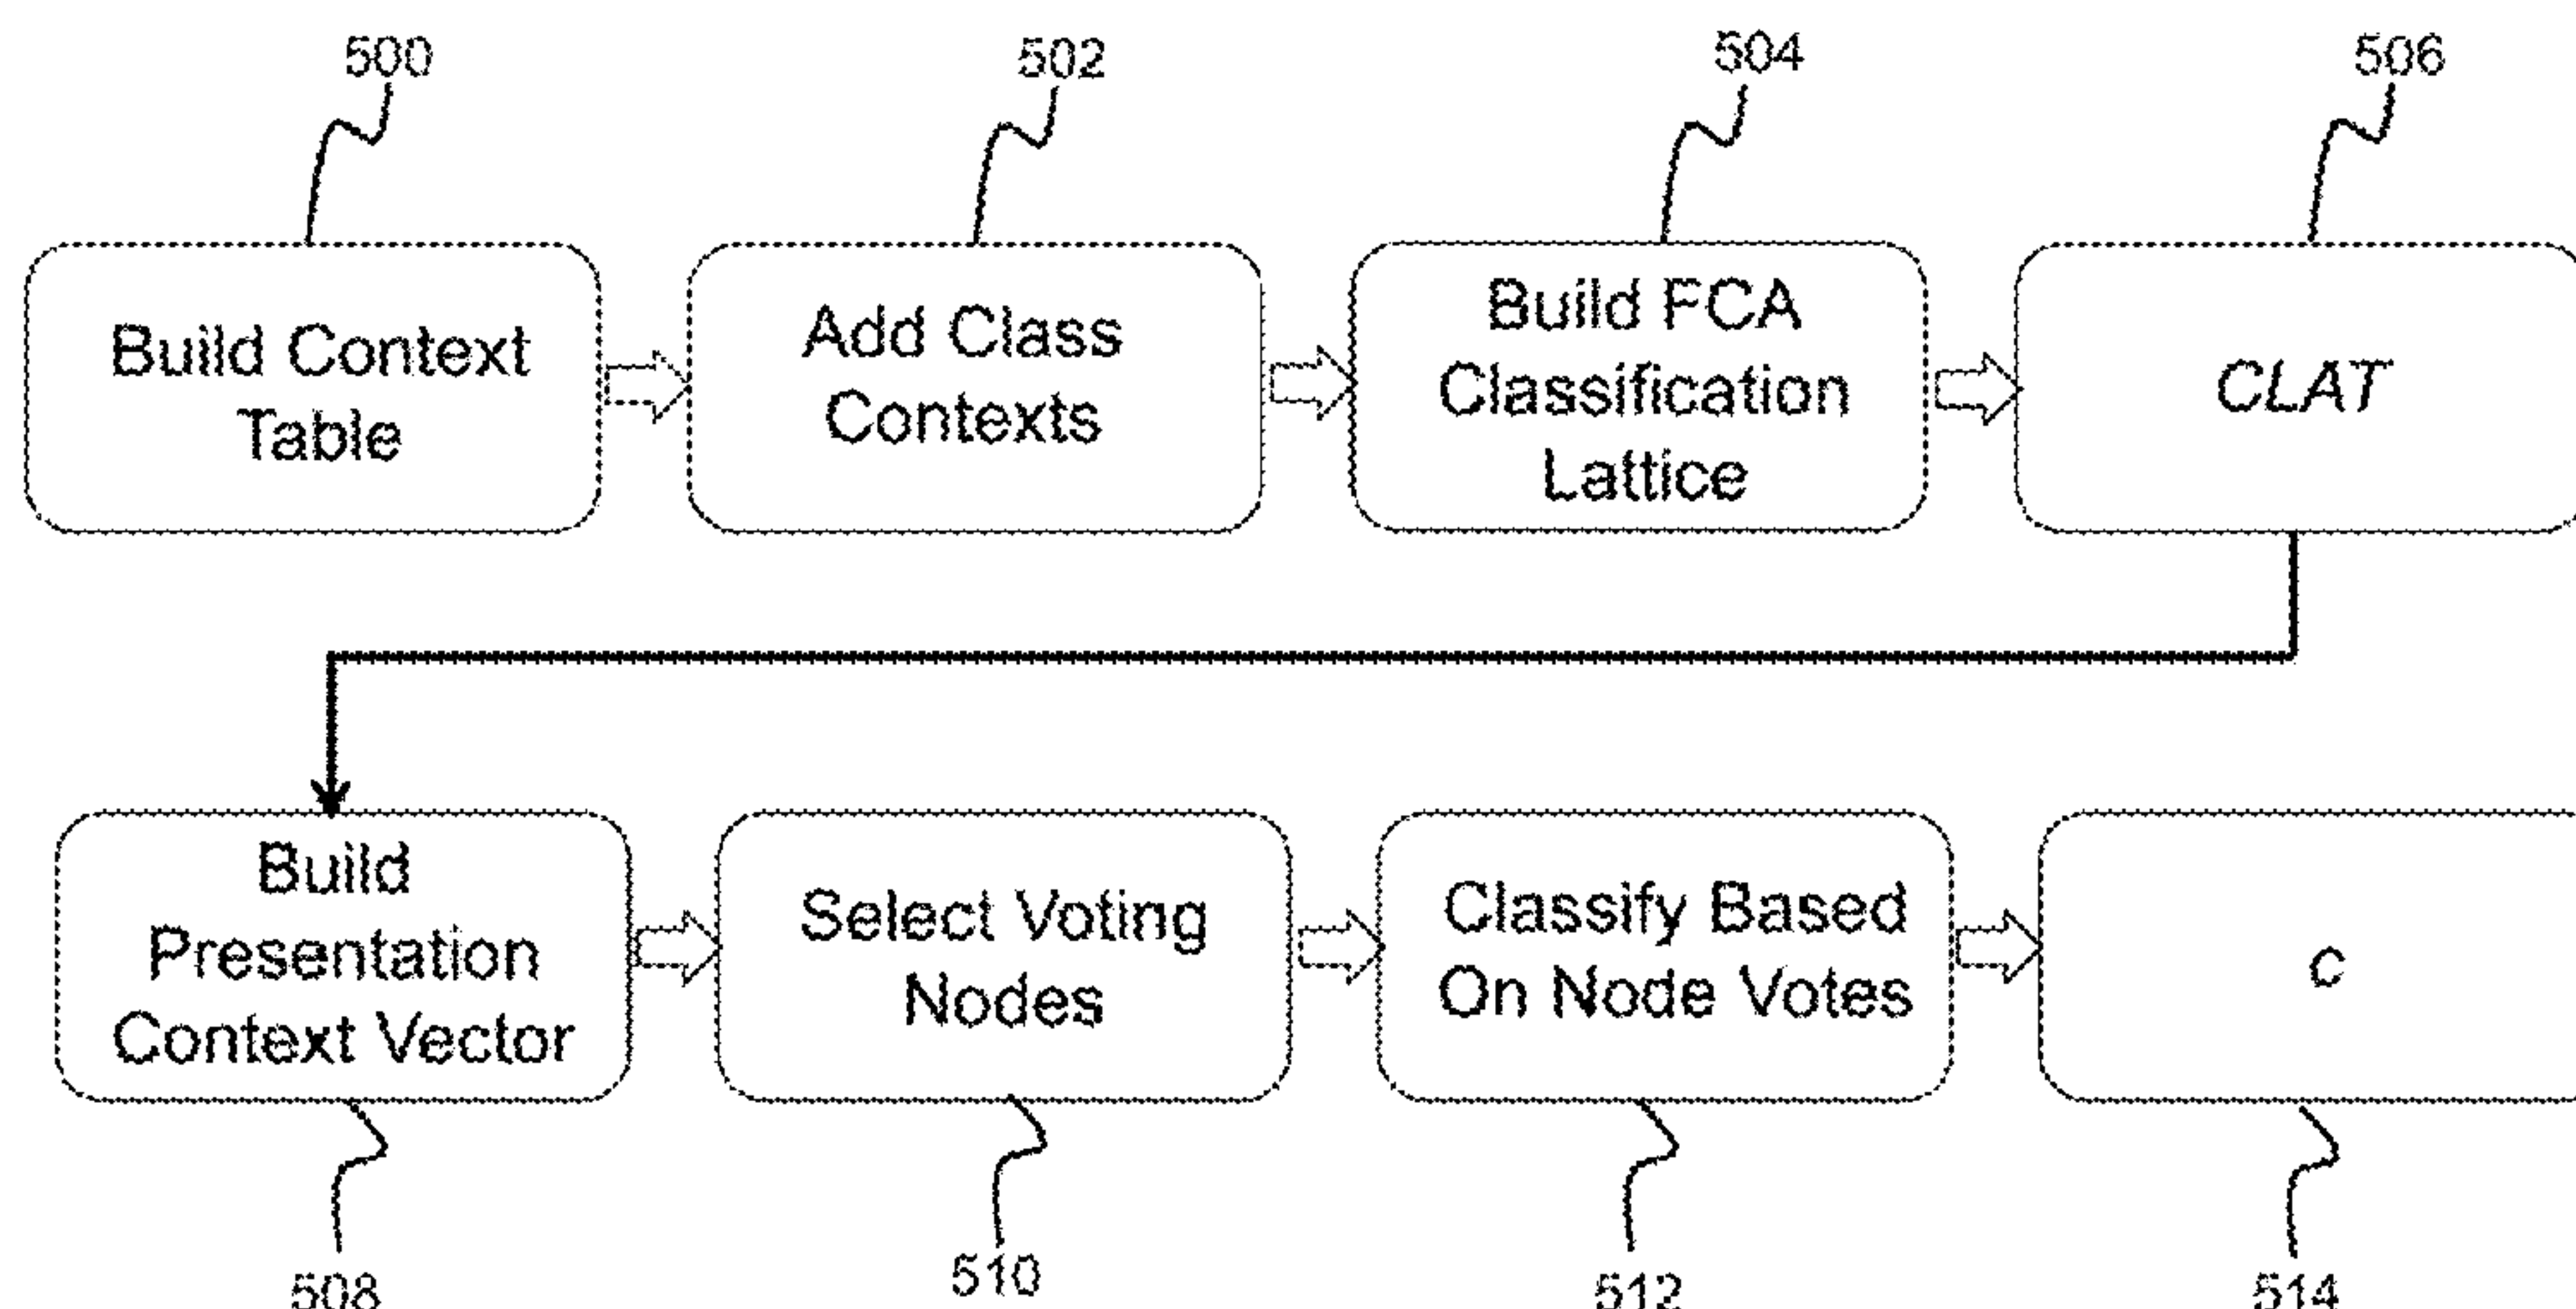 500
502
504
506
Build Context
Table
Add Class
Contexts
Build FCA
Classification
Lattice
CLAT
Build
Presentation
Context Vector
Select Voting
Nodes
Classify Based
On Node Votes
c
508
510
512
514